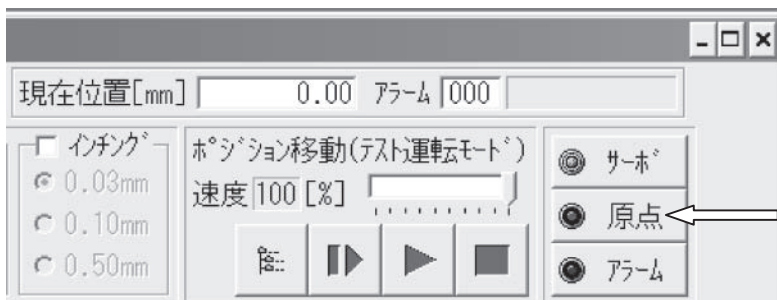 現在位置[mm] 0.00 アラーム 000
インチング
0.03mm
0.10mm
0.50mm
ポジション移動(テスト運転モード)
速度 100 [%]
サーボ
原点
アラーム